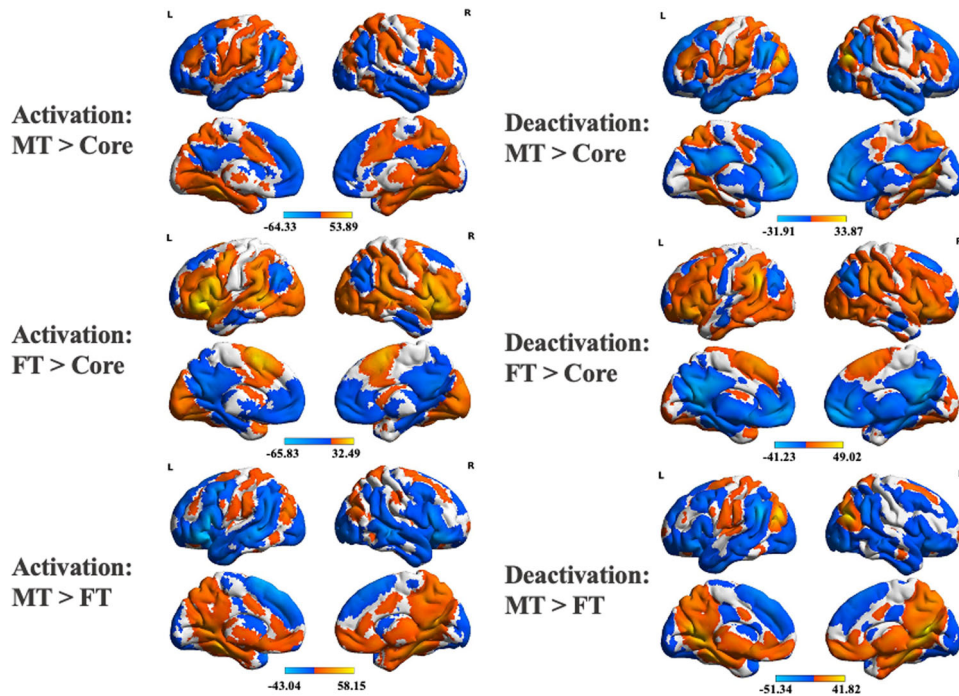 L R
Activation:
MT > Core
-64.33 53.89
L R
Deactivation:
MT > Core
-31.91 33.87
L R
Activation:
FT > Core
-65.83 32.49
L
Deactivation:
FT > Core
-41.23 49.02
L R
Activation:
MT > FT
-43.04 58.15
L
Deactivation:
MT > FT
-51.34 41.82